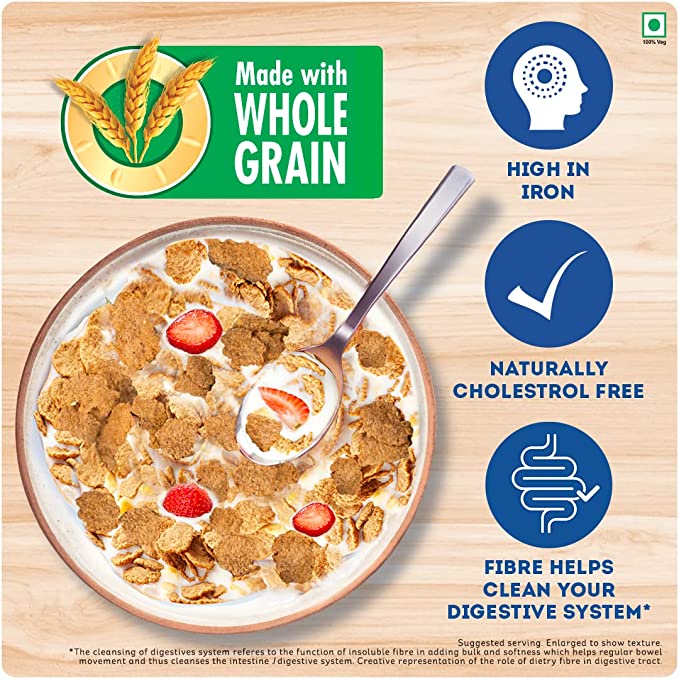 Made with
WHOLE
GRAIN
100% Veg
HIGH IN
IRON
NATURALLY
CHOLESTROL FREE
FIBRE HELPS
CLEAN YOUR
DIGESTIVE SYSTEM*
Suggested serving. Enlarged to show texture.
*The cleansing of digestives system referes to the function of insoluble fibre in adding bulk and softness which helps regular bowel
movement and thus cleanses the intestine /digestive system. Creative representation of the role of dietry fibre in digestive tract.